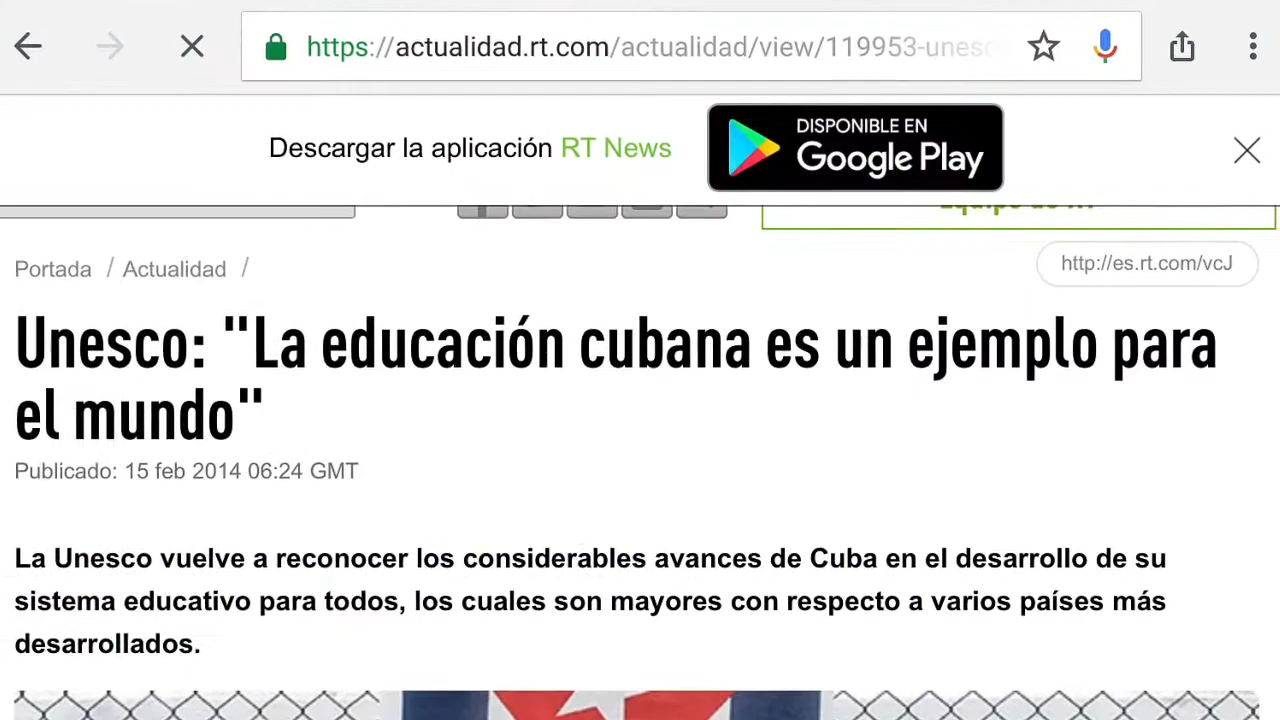 https://actualidad.rt.com/actualidad/view/119953-unesc
Descargar la aplicación RT News
DISPONIBLE EN
Google Play
Portada / Actualidad /
http://es.rt.com/vcJ
Unesco: "La educación cubana es un ejemplo para
el mundo"
Publicado: 15 feb 2014 06:24 GMT
La Unesco vuelve a reconocer los considerables avances de Cuba en el desarrollo de su
sistema educativo para todos, los cuales son mayores con respecto a varios países más
desarrollados.